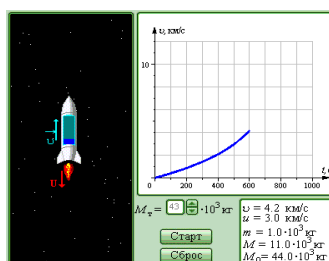 υ, км/с
10
0 200 400 600 800 1000 t, с
υ
u
Mт = 43 ·10³ кг
Старт
Сброс
υ = 4.2 км/с
u = 3.0 км/с
m = 1.0·10³ кг
M = 11.0·10³ кг
M₀ = 44.0·10³ кг